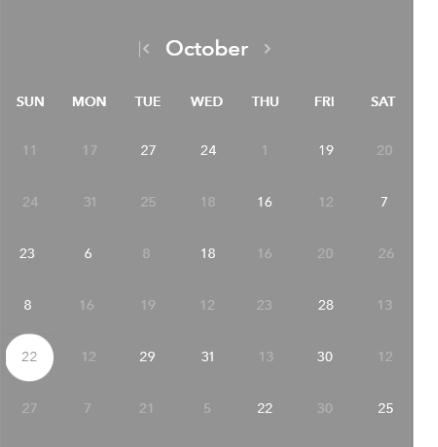 |< October >
SUN MON TUE WED THU FRI SAT
11 17 27 24 1 19 20
24 31 25 18 16 12 7
23 6 8 18 16 20 26
8 16 19 12 23 28 13
22 12 29 31 13 30 12
27 7 21 5 22 30 25